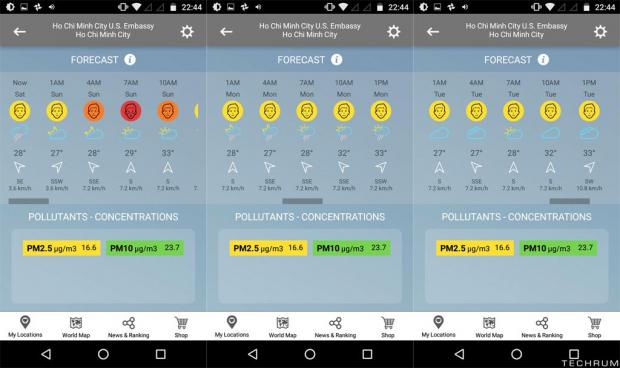 22:44
Ho Chi Minh City U.S. Embassy
Ho Chi Minh City
FORECAST i
Now 1AM 4AM 7AM 10AM
Sat Sun Sun Sun Sun
28° 27° 28° 29° 33°
SE SSW SSE S S
3.6 km/h 3.6 km/h 7.2 km/h 7.2 km/h 7.2 km/h 7.
POLLUTANTS - CONCENTRATIONS
PM2.5 µg/m3 16.6 PM10 µg/m3 23.7
My Locations World Map News & Ranking Shop
22:44
Ho Chi Minh City U.S. Embassy
Ho Chi Minh City
FORECAST i
1AM 4AM 7AM 10AM 1PM
Mon Mon Mon Mon Mon
28° 27° 28° 32° 33°
S SSE SSE SSE S
7.2 km/h 7.2 km/h 7.2 km/h 7.2 km/h 7.2 km/h
POLLUTANTS - CONCENTRATIONS
PM2.5 µg/m3 16.6 PM10 µg/m3 23.7
My Locations World Map News & Ranking Shop
22:44
Ho Chi Minh City U.S. Embassy
Ho Chi Minh City
FORECAST i
1AM 4AM 7AM 10AM 1PM
Tue Tue Tue Tue Tue
28° 27° 28° 32° 33°
S SSE S S SW
7.2 km/h 7.2 km/h 7.2 km/h 7.2 km/h 10.8 km/h
POLLUTANTS - CONCENTRATIONS
PM2.5 µg/m3 16.6 PM10 µg/m3 23.7
My Locations World Map News & Ranking Shop
TECHRUM